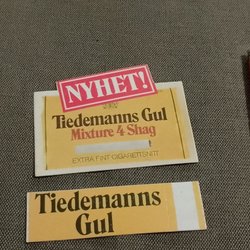 NYHET!
Tiedemanns Gul
Mixture 4 Shag
EXTRA FINT CIGARETTSNITT
Tiedemanns
Gul